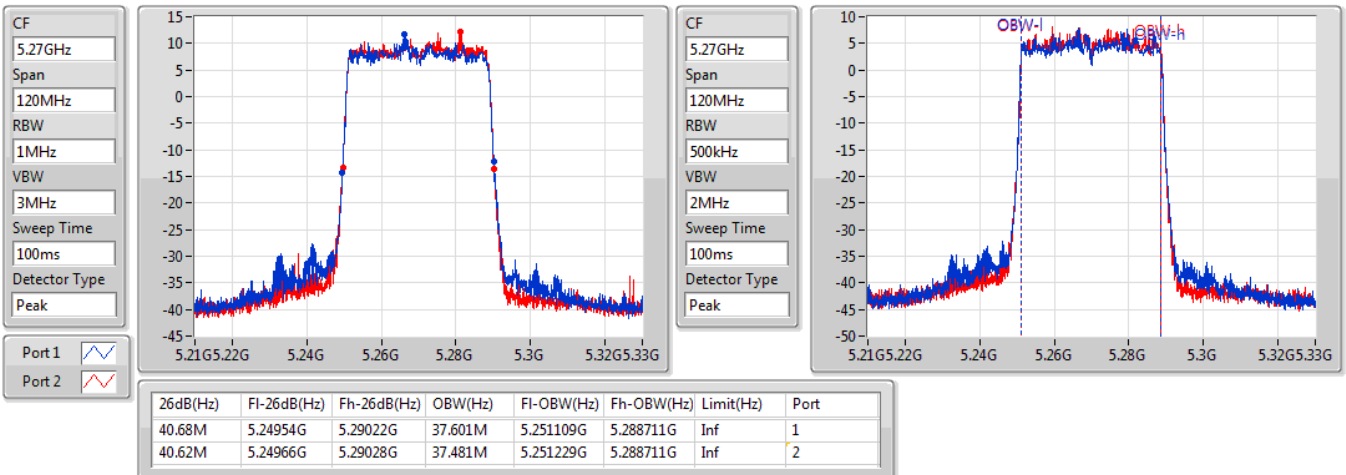 CF
5.27GHz
Span
120MHz
RBW
1MHz
VBW
3MHz
Sweep Time
100ms
Detector Type
Peak
Port 1
Port 2
15
10
5
0
-5
-10
-15
-20
-25
-30
-35
-40
-45
5.21G5.22G 5.24G 5.26G 5.28G 5.3G 5.32G5.33G
CF
5.27GHz
Span
120MHz
RBW
500kHz
VBW
2MHz
Sweep Time
100ms
Detector Type
Peak
10
5
0
-5
-10
-15
-20
-25
-30
-35
-40
-45
-50
OBW-l
OBW-h
5.21G5.22G 5.24G 5.26G 5.28G 5.3G 5.32G5.33G
26dB(Hz) Fl-26dB(Hz) Fh-26dB(Hz) OBW(Hz) Fl-OBW(Hz) Fh-OBW(Hz) Limit(Hz) Port
40.68M 5.24954G 5.29022G 37.601M 5.251109G 5.288711G Inf 1
40.62M 5.24966G 5.29028G 37.481M 5.251229G 5.288711G Inf 2